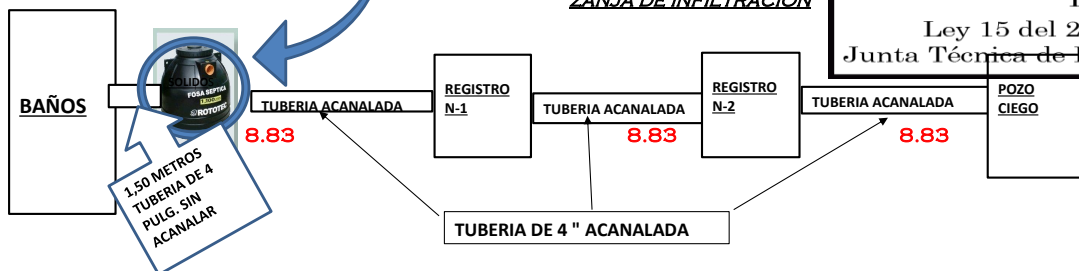 ZANJA DE INFILTRACION
Ley 15 del 2
Junta Técnica de
BAÑOS
SOLIDOS
FOSA SEPTICA
ROTOTEC
TUBERIA ACANALADA
8.83
REGISTRO
N-1
TUBERIA ACANALADA
8.83
REGISTRO
N-2
TUBERIA ACANALADA
8.83
POZO
CIEGO
1,50 METROS
TUBERIA DE 4
PULG. SIN
ACANALAR
TUBERIA DE 4 " ACANALADA